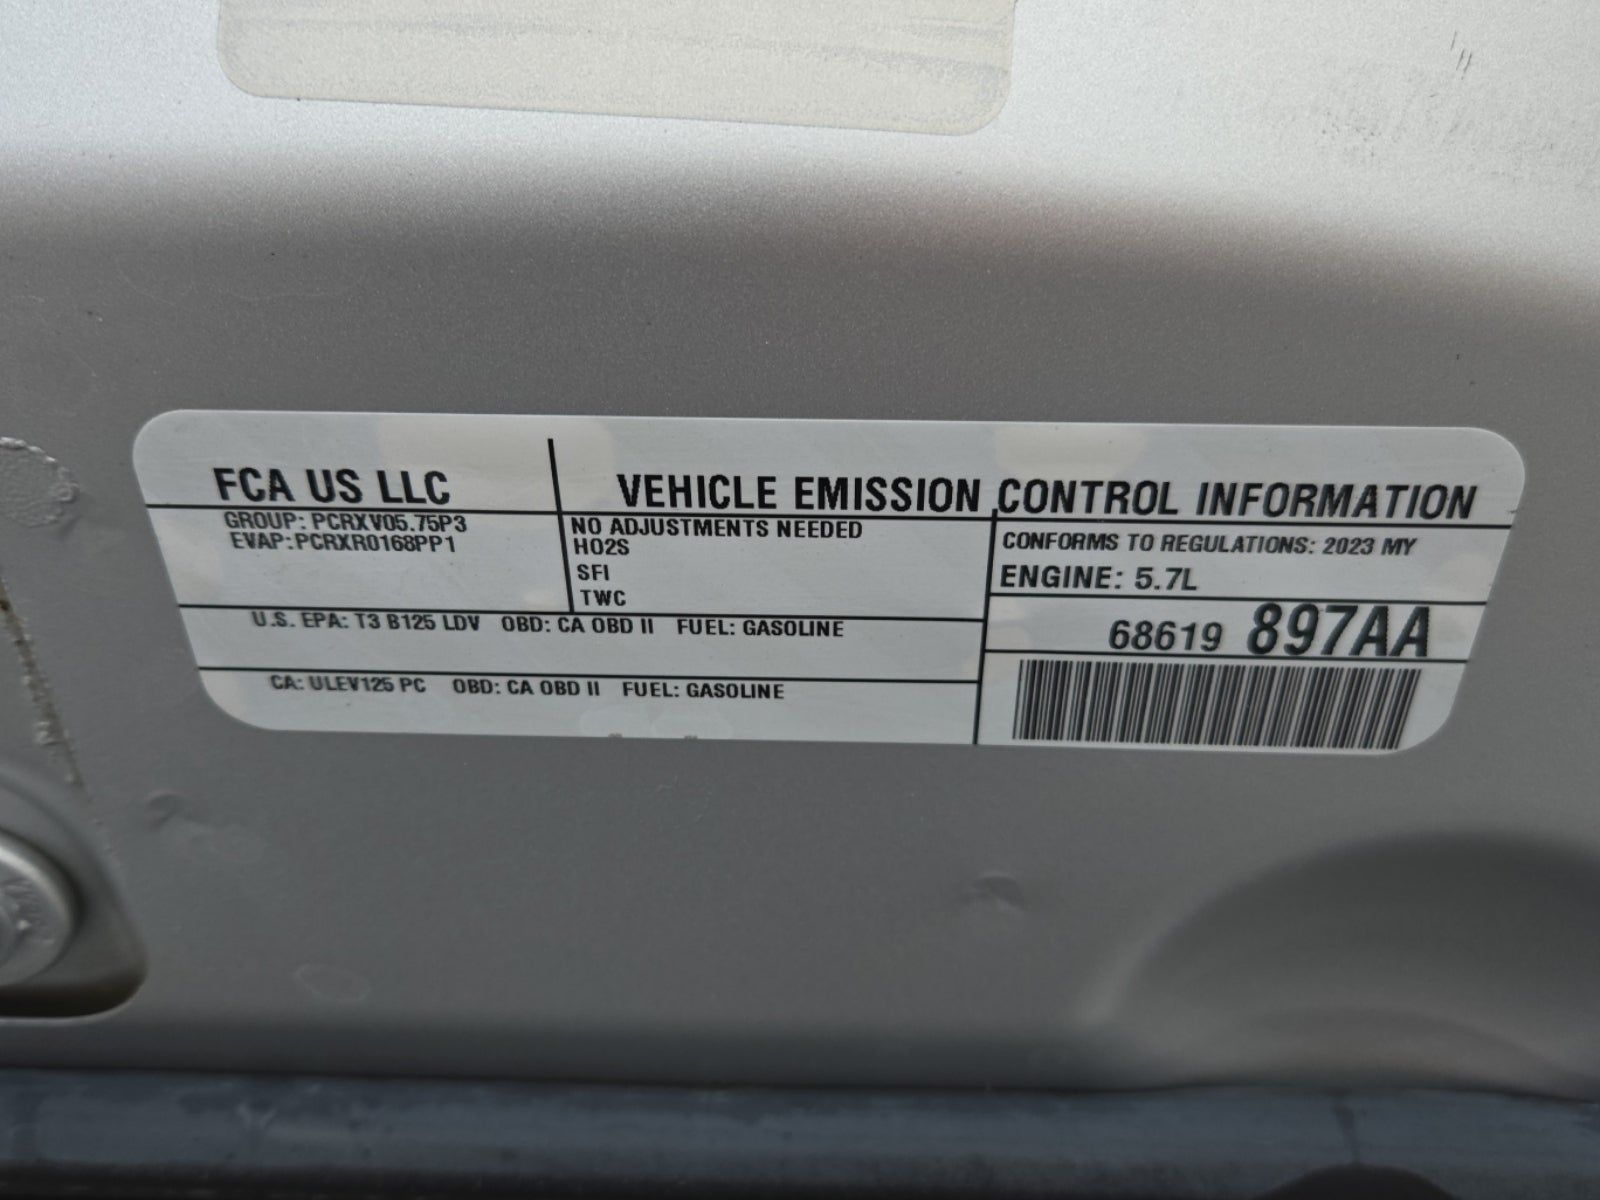 FCA US LLC
VEHICLE EMISSION CONTROL INFORMATION
GROUP: PCRXV05.75P3
EVAP:PCRXR0168PP1
NO ADJUSTMENTS NEEDED
HO2S
SFI
TWC
CONFORMS TO REGULATIONS: 2023 MY
ENGINE: 5.7L
U.S. EPA: T3 B125 LDV OBD: CA OBD II FUEL: GASOLINE
68619 897AA
CA: ULEV125 PC OBD: CA OBD II FUEL: GASOLINE